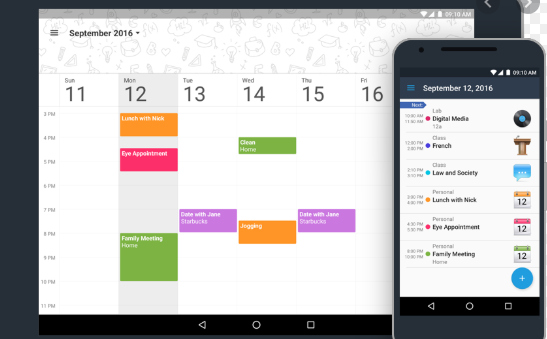 09:10 AM
September 2016
Sun
11
Mon
12
Tue
13
Wed
14
Thu
15
Fri
16
3 PM
4 PM
5 PM
6 PM
7 PM
8 PM
9 PM
10 PM
11 PM
Lunch with Nick
Eye Appointment
Family Meeting
Home
Date with Jane
Starbucks
Clean
Home
Jogging
Date with Jane
Starbucks
09:10 AM
September 12, 2016
Next
Lab
10:00 AM
Digital Media
11:50 AM
12a
Class
12:00 PM
French
2:00 PM
Class
2:10 PM
Law and Society
3:10 PM
Personal
3:00 PM
Lunch with Nick
4:00 PM
12
Personal
4:30 PM
Eye Appointment
5:30 PM
12
Personal
8:00 PM
Family Meeting
10:00 PM
Home
12
+